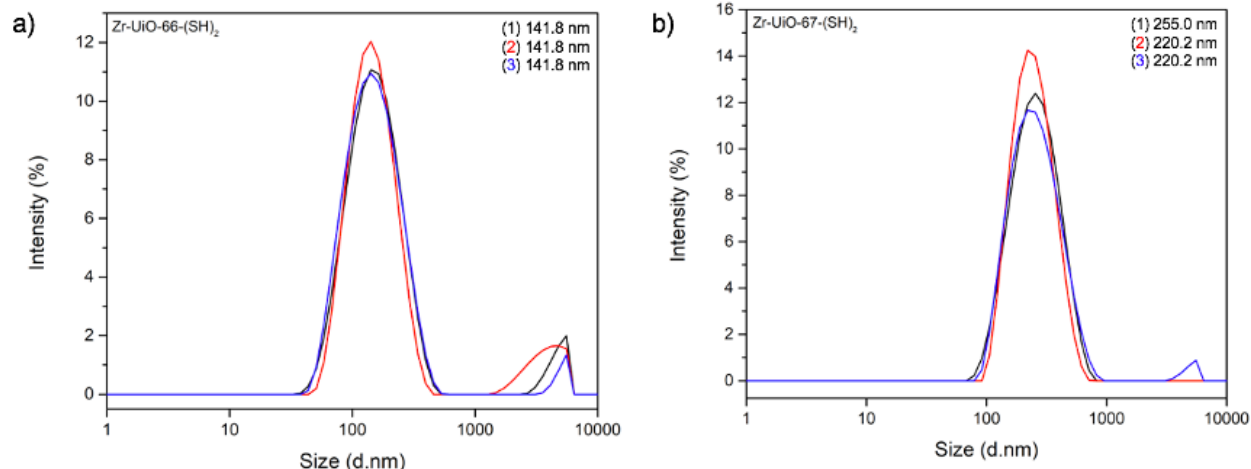 a)
Zr-UiO-66-(SH)₂
(1) 141.8 nm
(2) 141.8 nm
(3) 141.8 nm
12
10
8
6
4
2
0
Intensity (%)
1 10 100 1000 10000
Size (d.nm)
b)
Zr-UiO-67-(SH)₂
(1) 255.0 nm
(2) 220.2 nm
(3) 220.2 nm
16
14
12
10
8
6
4
2
0
Intensity (%)
1 10 100 1000 10000
Size (d.nm)